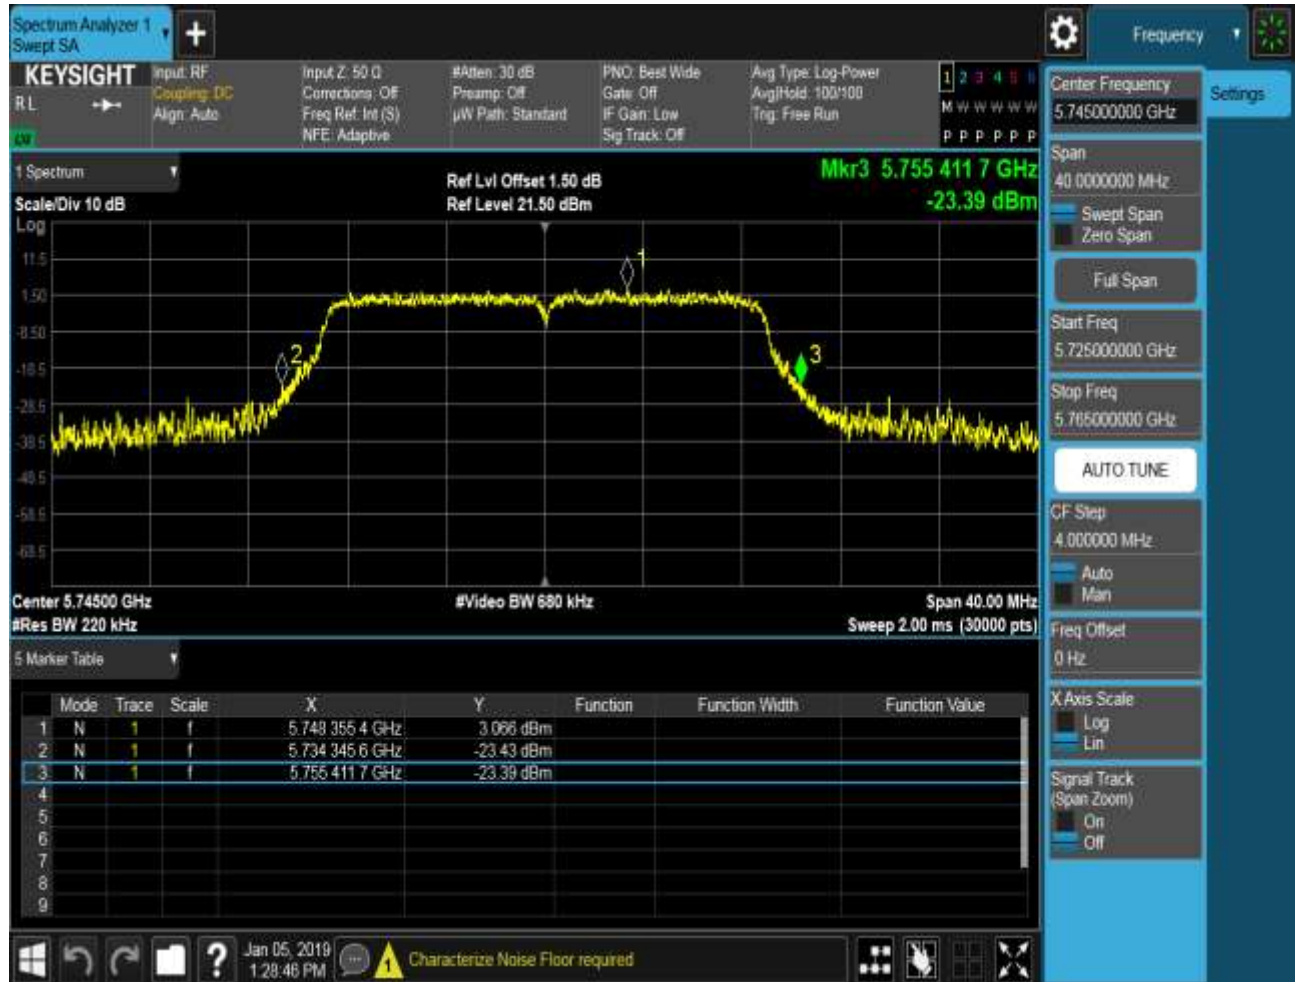 Spectrum Analyzer 1
Swept SA
Frequency
KEYSIGHT
R L
Input: RF
Coupling: DC
Align: Auto
Input Z: 50 Ω
Corrections: Off
Freq Ref: Int (S)
NFE: Adaptive
#Atten: 30 dB
Preamp: Off
µW Path: Standard
PNO: Best Wide
Gate: Off
IF Gain: Low
Sig Track: Off
Avg Type: Log-Power
Avg|Hold: 100/100
Trig: Free Run
1 2 3 4 5 6
M W W W W W
P P P P P P
1 Spectrum
Scale/Div 10 dB
Log
Ref Lvl Offset 1.50 dB
Ref Level 21.50 dBm
Mkr3 5.755 411 7 GHz
-23.39 dBm
11.5
1.50
-8.50
-18.5
-28.5
-38.5
-48.5
-58.5
-68.5
1
2
3
Center 5.74500 GHz
#Res BW 220 kHz
#Video BW 680 kHz
Span 40.00 MHz
Sweep 2.00 ms (30000 pts)
5 Marker Table
Mode Trace Scale X Y Function Function Width Function Value
1 N 1 f 5.748 355 4 GHz 3.066 dBm
2 N 1 f 5.734 345 6 GHz -23.43 dBm
3 N 1 f 5.755 411 7 GHz -23.39 dBm
4
5
6
7
8
9
Jan 05, 2019
1:28:46 PM
Characterize Noise Floor required
Center Frequency
5.745000000 GHz
Span
40.0000000 MHz
Swept Span
Zero Span
Full Span
Start Freq
5.725000000 GHz
Stop Freq
5.765000000 GHz
AUTO TUNE
CF Step
4.000000 MHz
Auto
Man
Freq Offset
0 Hz
X Axis Scale
Log
Lin
Signal Track
(Span Zoom)
On
Off
Settings